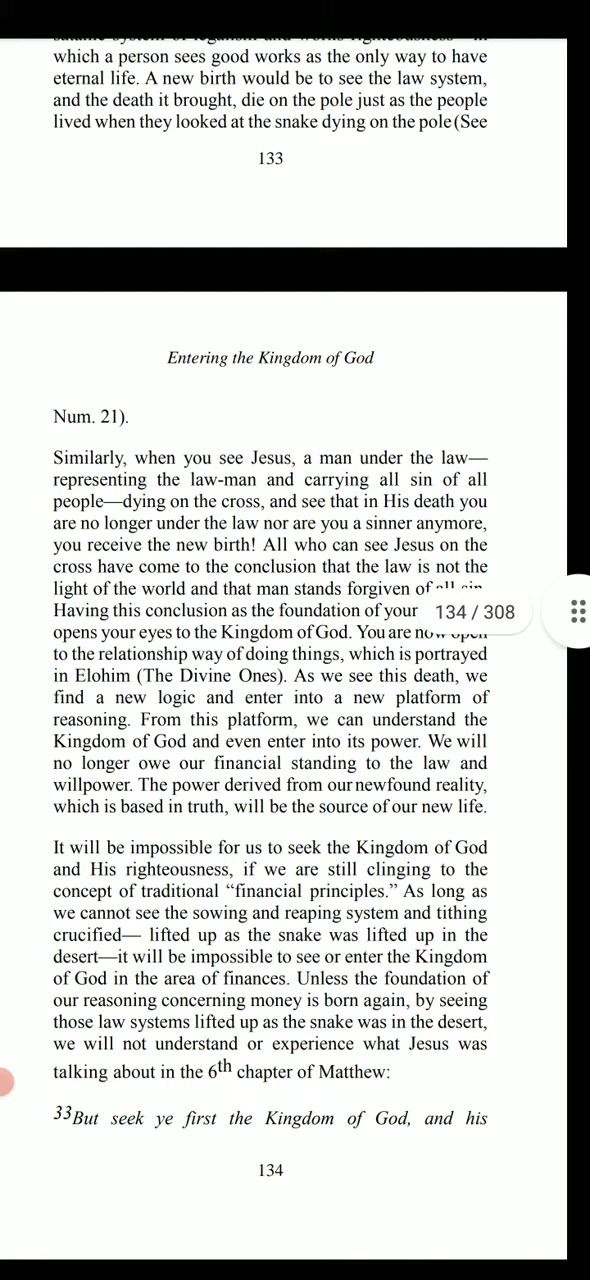 which a person sees good works as the only way to have
eternal life. A new birth would be to see the law system,
and the death it brought, die on the pole just as the people
lived when they looked at the snake dying on the pole (See
133
Entering the Kingdom of God
Num. 21).
Similarly, when you see Jesus, a man under the law—
representing the law-man and carrying all sin of all
people—dying on the cross, and see that in His death you
are no longer under the law nor are you a sinner anymore,
you receive the new birth! All who can see Jesus on the
cross have come to the conclusion that the law is not the
light of the world and that man stands forgiven of all sin.
Having this conclusion as the foundation of your 134 / 308
opens your eyes to the Kingdom of God. You are now open
to the relationship way of doing things, which is portrayed
in Elohim (The Divine Ones). As we see this death, we
find a new logic and enter into a new platform of
reasoning. From this platform, we can understand the
Kingdom of God and even enter into its power. We will
no longer owe our financial standing to the law and
willpower. The power derived from our newfound reality,
which is based in truth, will be the source of our new life.
It will be impossible for us to seek the Kingdom of God
and His righteousness, if we are still clinging to the
concept of traditional “financial principles.” As long as
we cannot see the sowing and reaping system and tithing
crucified— lifted up as the snake was lifted up in the
desert—it will be impossible to see or enter the Kingdom
of God in the area of finances. Unless the foundation of
our reasoning concerning money is born again, by seeing
those law systems lifted up as the snake was in the desert,
we will not understand or experience what Jesus was
talking about in the 6th chapter of Matthew:
33But seek ye first the Kingdom of God, and his
134